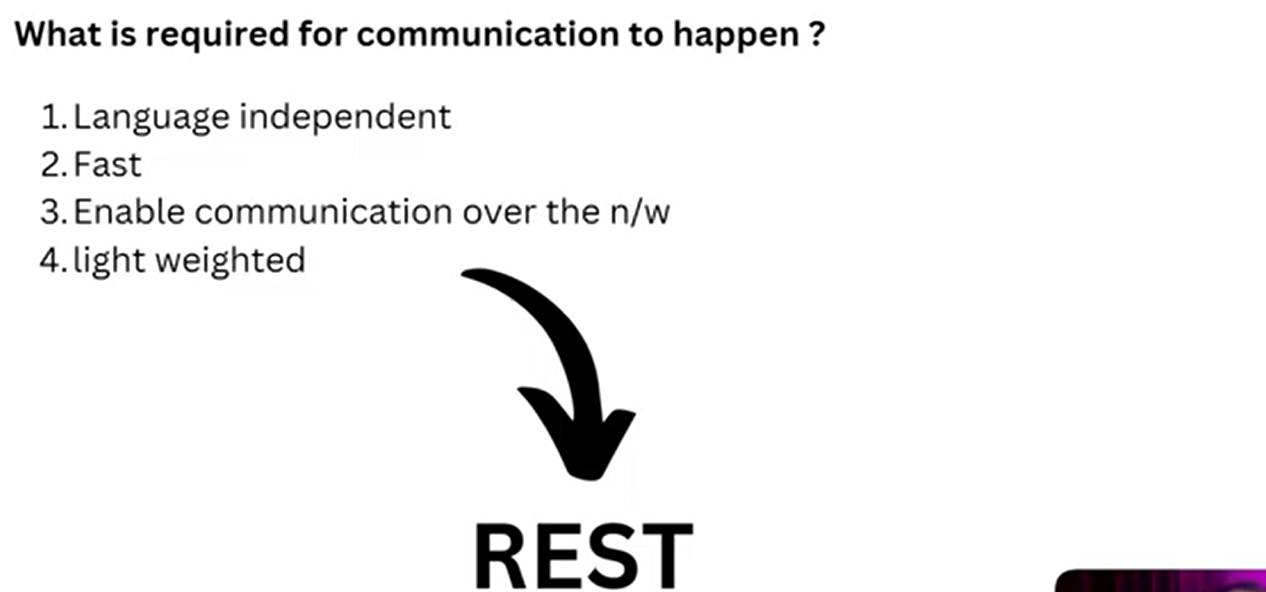 What is required for communication to happen ?
1. Language independent
2. Fast
3. Enable communication over the n/w
4. light weighted
REST